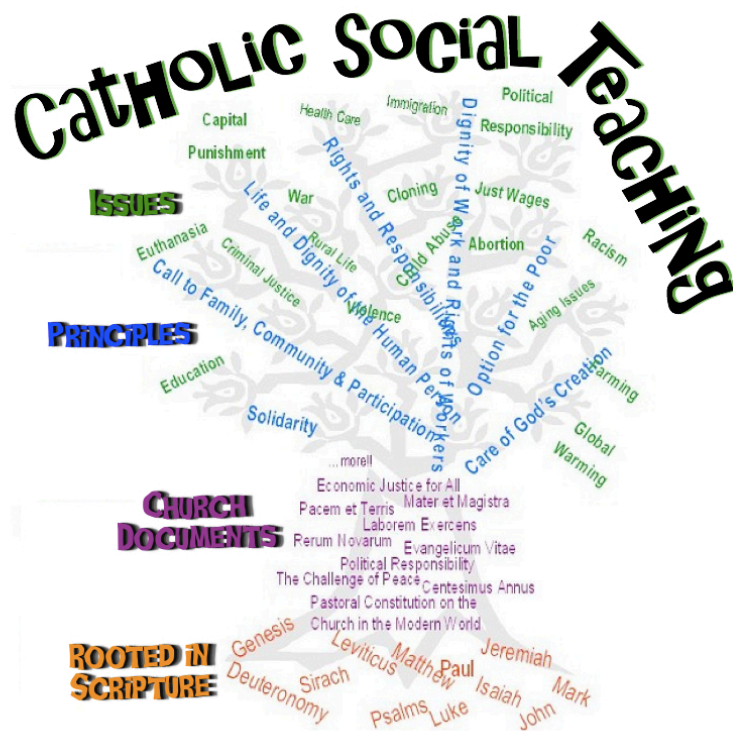 Catholic Social Teaching
Issues
Capital
Punishment
Health Care
Immigration
Political
Responsibility
War
Cloning
Just Wages
Euthanasia
Criminal Justice
Rural Life
Child Abuse
Abortion
Racism
Violence
Aging Issues
Education
Farming
Global
Warming
Principles
Call to Family, Community & Participation
Life and Dignity of the Human Person
Rights and Responsibilities
Dignity of Work and Rights of Workers
Option for the Poor
Care of God's Creation
Solidarity
Church
Documents
...more!!
Economic Justice for All
Pacem et Terris
Mater et Magistra
Laborem Exercens
Rerum Novarum
Evangelicum Vitae
Political Responsibility
The Challenge of Peace
Centesimus Annus
Pastoral Constitution on the
Church in the Modern World
Rooted in
Scripture
Genesis
Leviticus
Matthew
Paul
Jeremiah
Deuteronomy
Sirach
Isaiah
Mark
Psalms
Luke
John